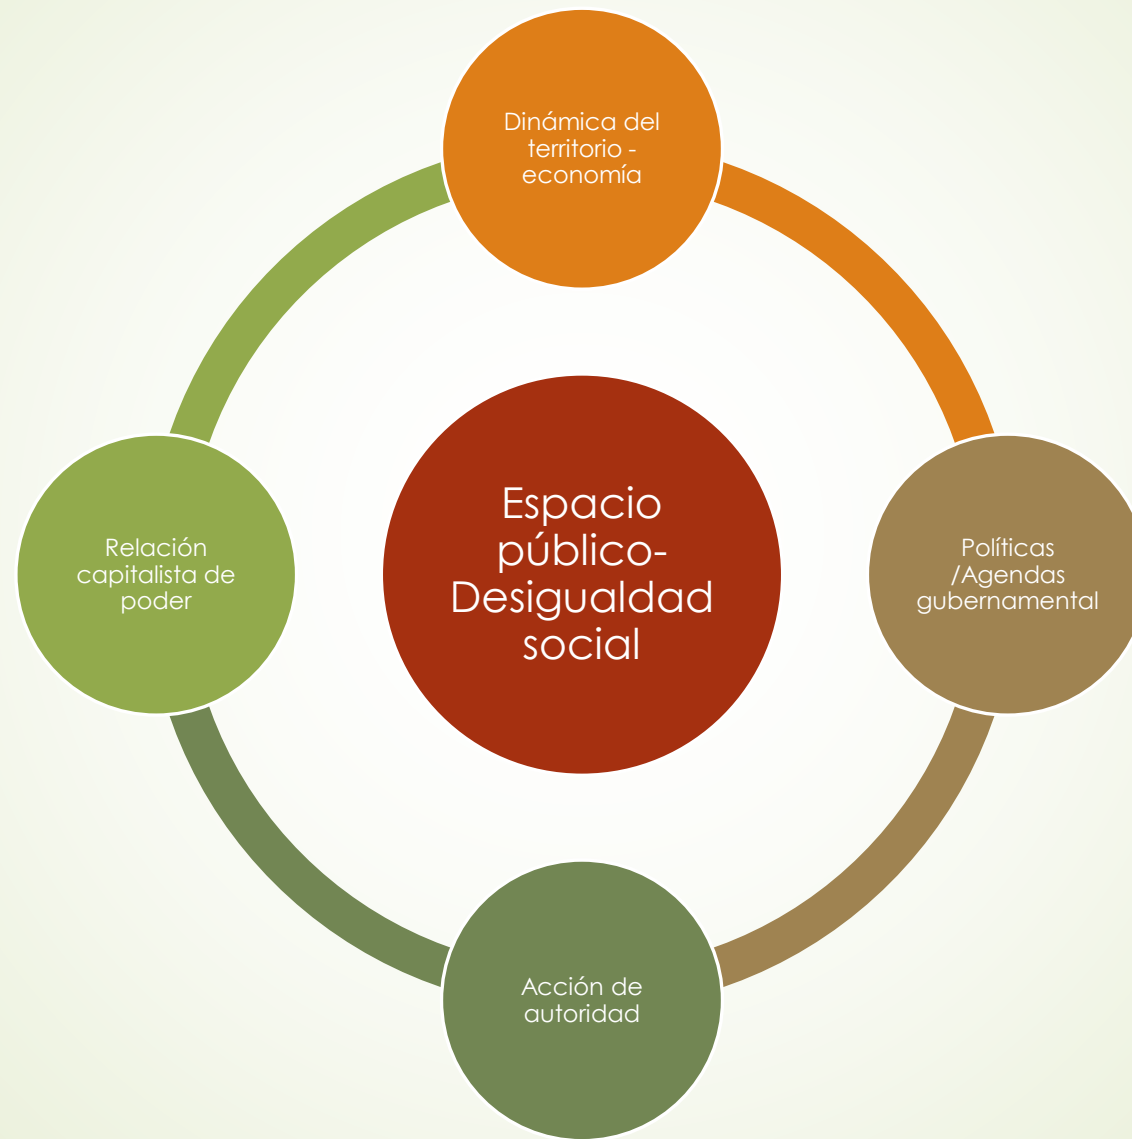 Dinámica del
territorio -
economía
Espacio
público-
Desigualdad
social
Relación
capitalista de
poder
Políticas
/Agendas
gubernamental
Acción de
autoridad